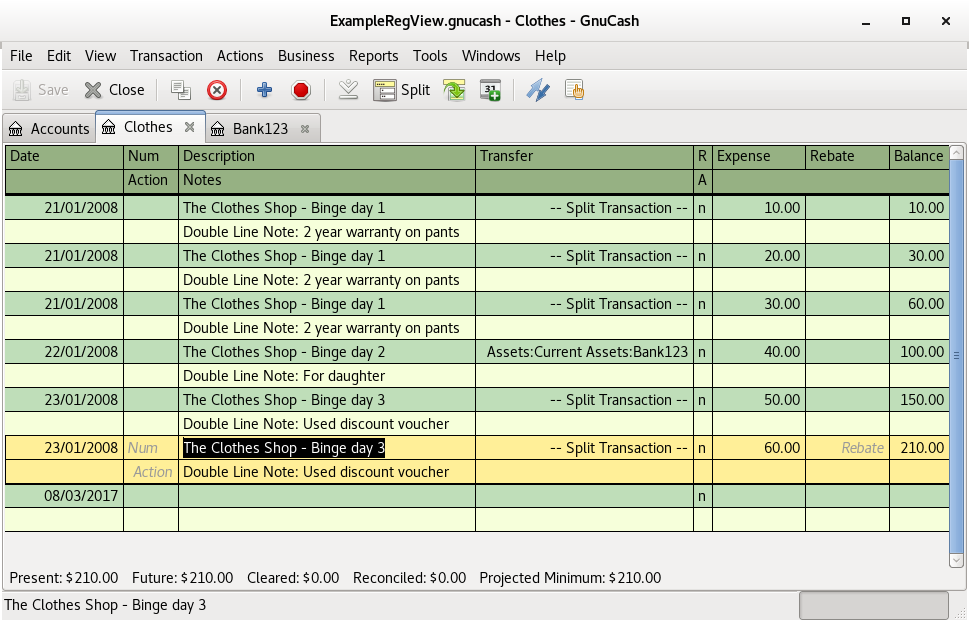 ExampleRegView.gnucash - Clothes - GnuCash
File Edit View Transaction Actions Business Reports Tools Windows Help
Save Close Split 31
Accounts Clothes Bank123
Date Num Description Transfer R Expense Rebate Balance
Action Notes A
21/01/2008 The Clothes Shop - Binge day 1 -- Split Transaction -- n 10.00 10.00
Double Line Note: 2 year warranty on pants
21/01/2008 The Clothes Shop - Binge day 1 -- Split Transaction -- n 20.00 30.00
Double Line Note: 2 year warranty on pants
21/01/2008 The Clothes Shop - Binge day 1 -- Split Transaction -- n 30.00 60.00
Double Line Note: 2 year warranty on pants
22/01/2008 The Clothes Shop - Binge day 2 Assets:Current Assets:Bank123 n 40.00 100.00
Double Line Note: For daughter
23/01/2008 The Clothes Shop - Binge day 3 -- Split Transaction -- n 50.00 150.00
Double Line Note: Used discount voucher
23/01/2008 Num The Clothes Shop - Binge day 3 -- Split Transaction -- n 60.00 Rebate 210.00
Action Double Line Note: Used discount voucher
08/03/2017 n
Present: $210.00 Future: $210.00 Cleared: $0.00 Reconciled: $0.00 Projected Minimum: $210.00
The Clothes Shop - Binge day 3